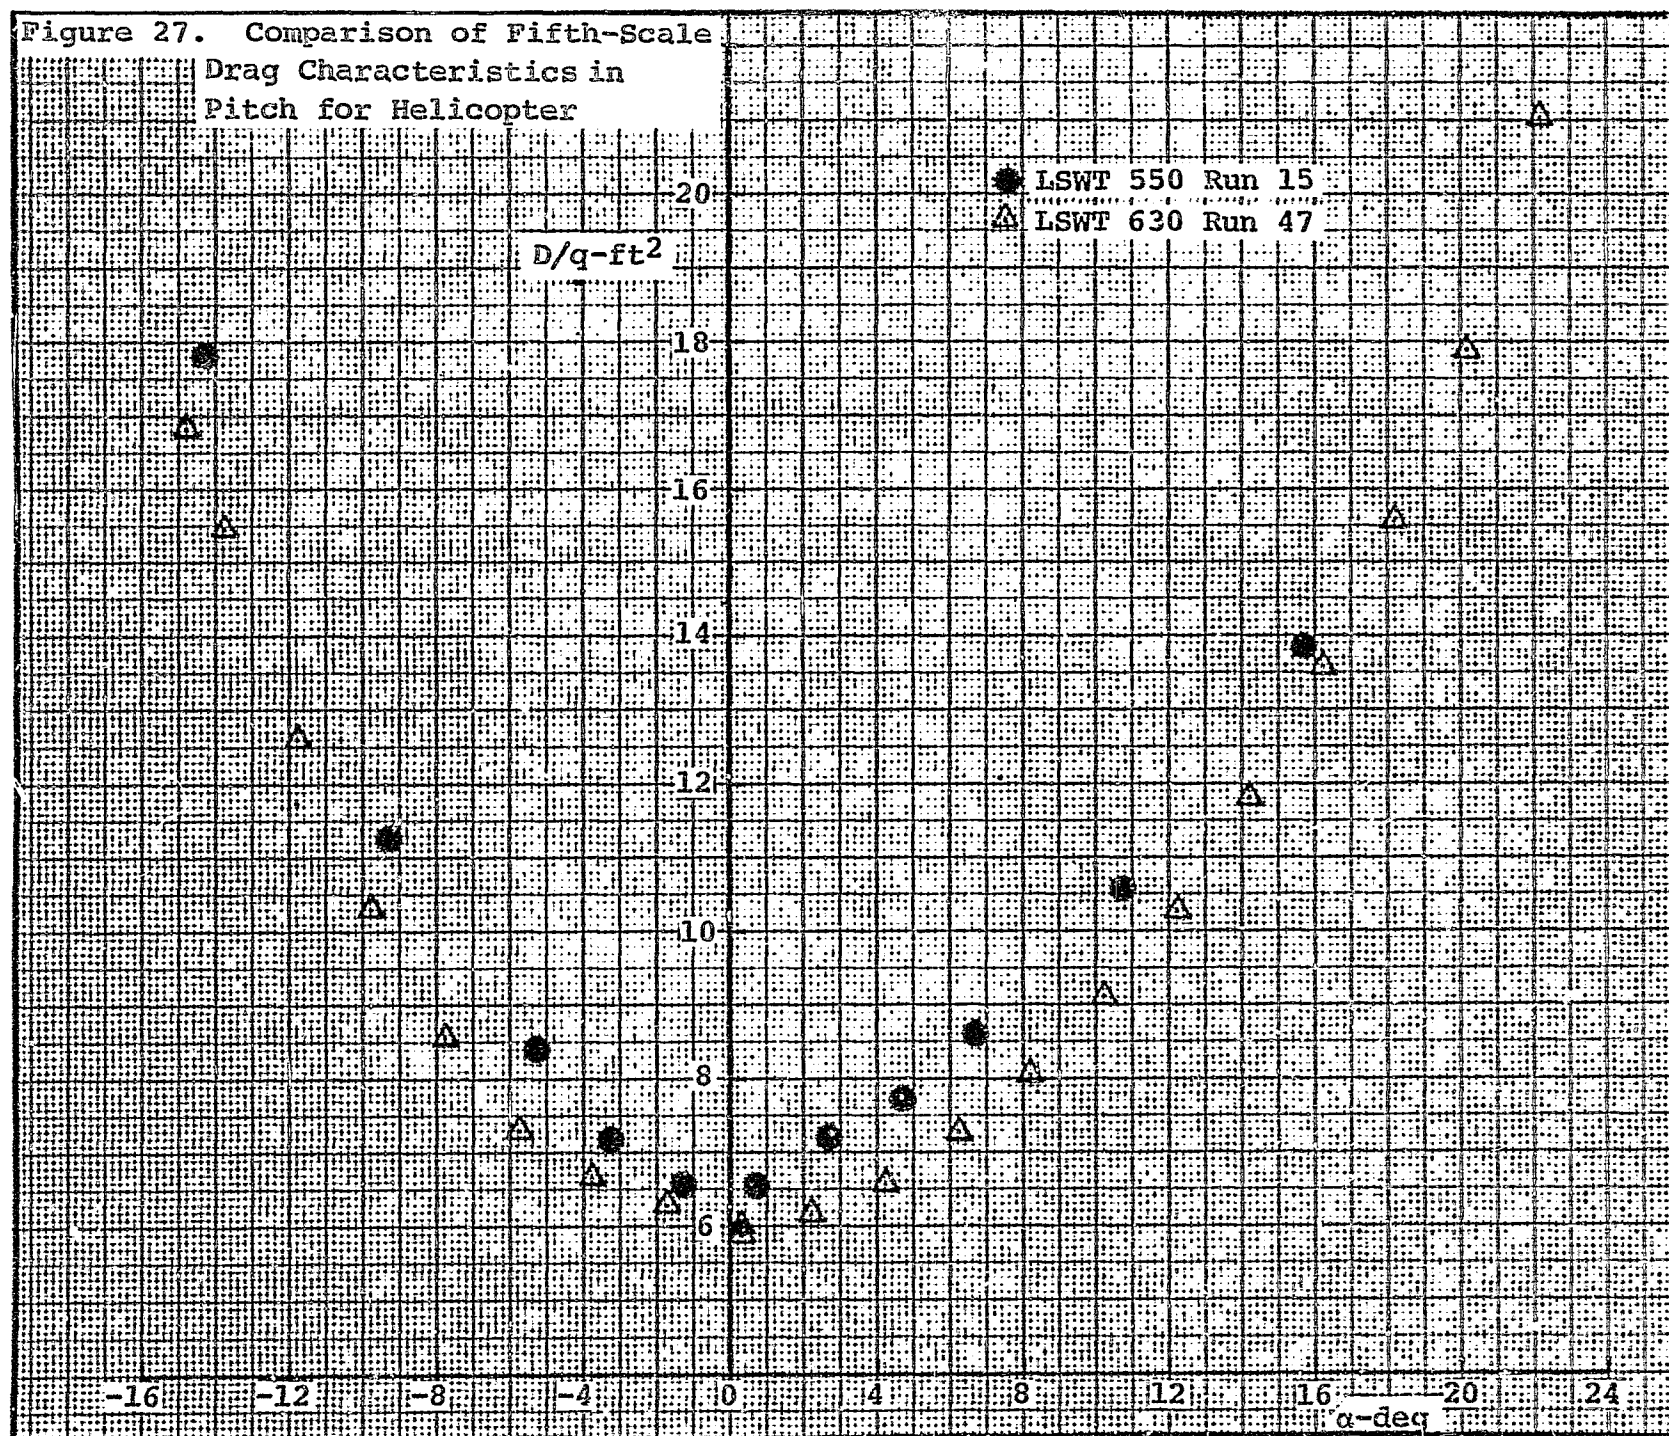 Figure 27. Comparison of Fifth-Scale
Drag Characteristics in
Pitch for Helicopter
LSWT 550 Run 15
LSWT 630 Run 47
D/q-ft²
20
18
16
14
12
10
8
6
-16 -12 -8 -4 0 4 8 12 16 20 24
α-deg